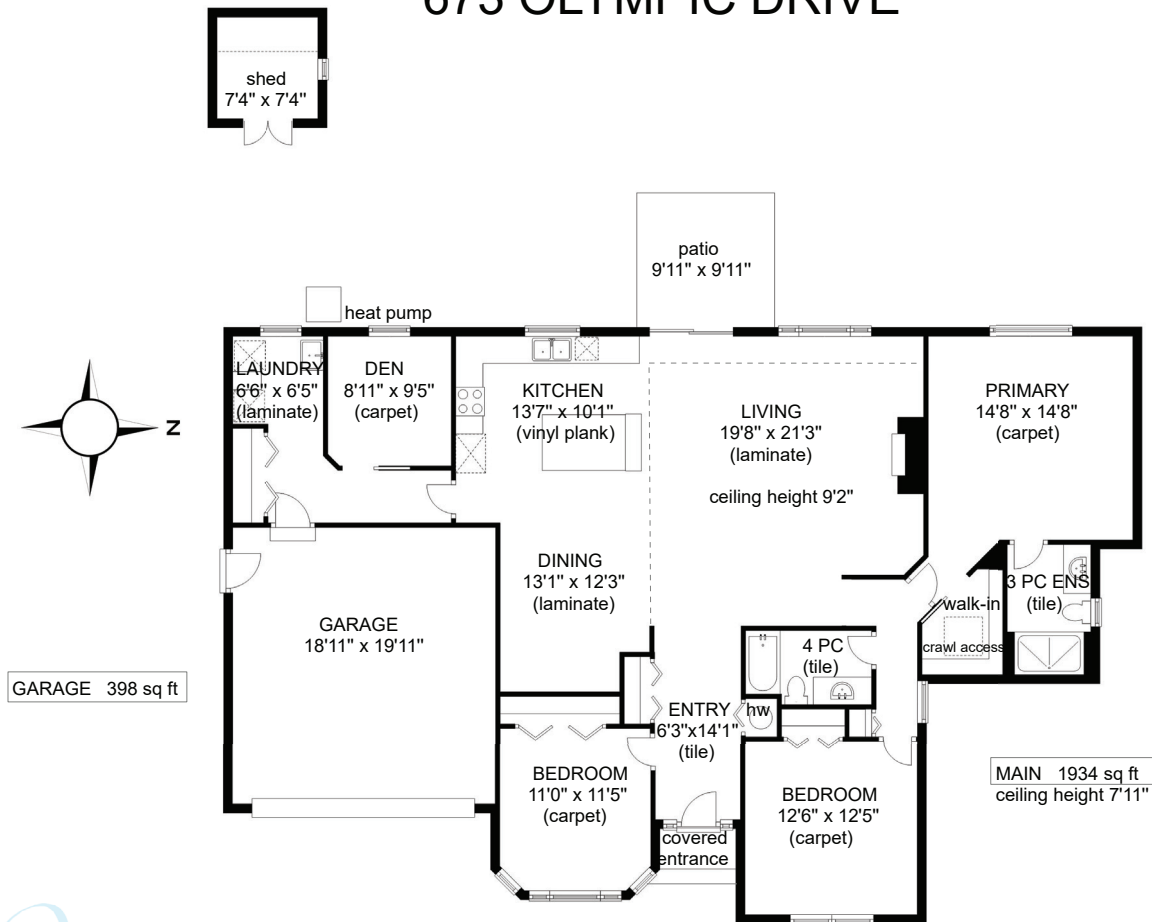 673 OLYMPIC DRIVE
shed
7'4" x 7'4"
patio
9'11" x 9'11"
heat pump
LAUNDRY
6'6" x 6'5"
(laminate)
DEN
8'11" x 9'5"
(carpet)
KITCHEN
13'7" x 10'1"
(vinyl plank)
LIVING
19'8" x 21'3"
(laminate)
ceiling height 9'2"
PRIMARY
14'8" x 14'8"
(carpet)
N
DINING
13'1" x 12'3"
(laminate)
GARAGE
18'11" x 19'11"
3 PC ENS
(tile)
walk-in
crawl access
4 PC
(tile)
GARAGE 398 sq ft
hw
ENTRY
6'3"x14'1"
(tile)
BEDROOM
11'0" x 11'5"
(carpet)
BEDROOM
12'6" x 12'5"
(carpet)
covered
entrance
MAIN 1934 sq ft
ceiling height 7'11"